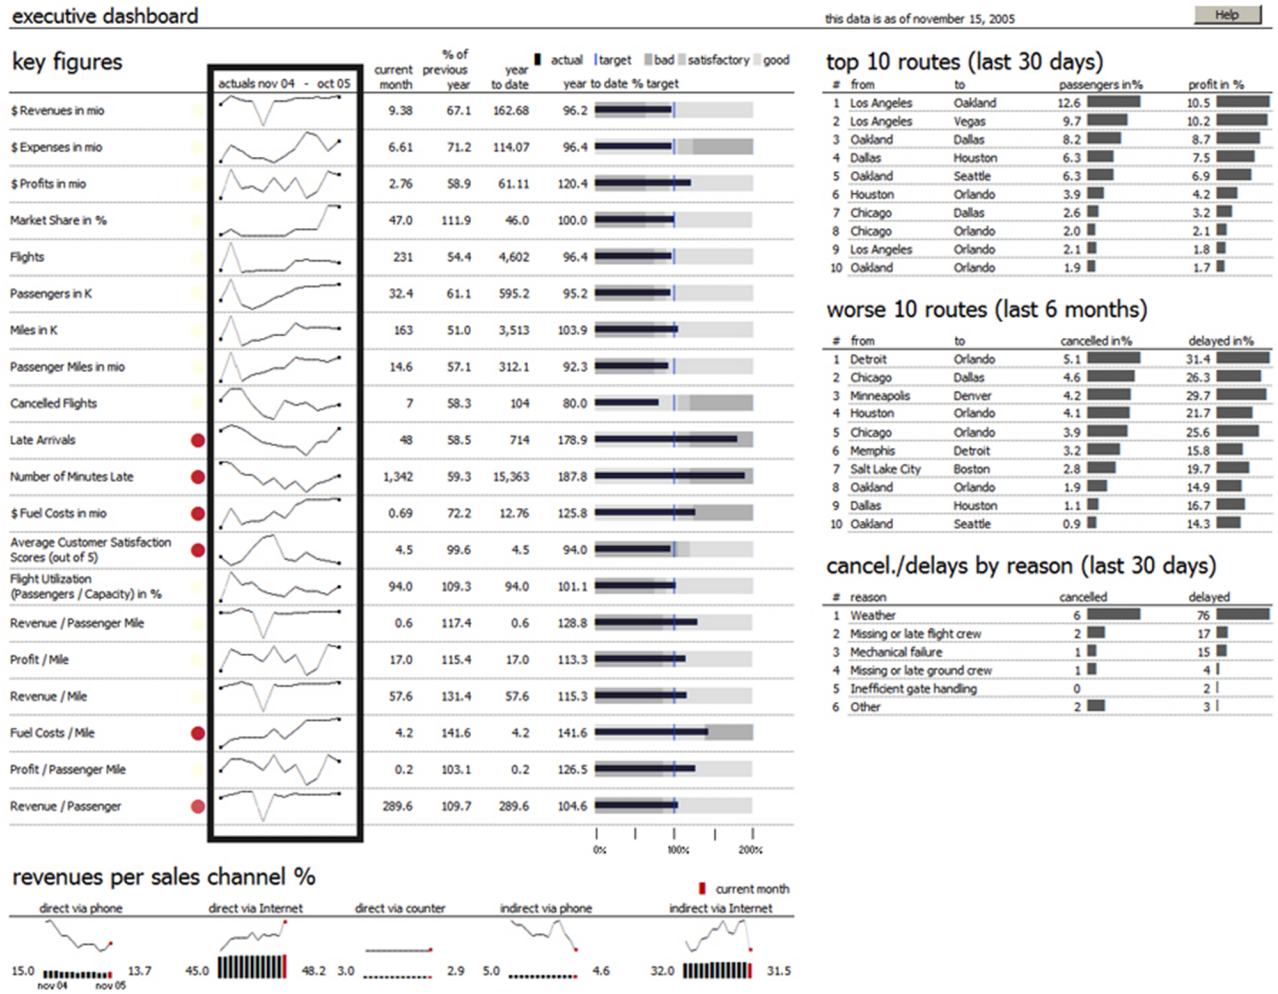 executive dashboard
this data is as of november 15, 2005
Help
key figures
actuals nov 04 - oct 05
current month
% of previous year
year to date
actual target bad satisfactory good
year to date % target
$ Revenues in mio 9.38 67.1 162.68 96.2
$ Expenses in mio 6.61 71.2 114.07 96.4
$ Profits in mio 2.76 58.9 61.11 120.4
Market Share in % 47.0 111.9 46.0 100.0
Flights 231 54.4 4,602 96.4
Passengers in K 32.4 61.1 595.2 95.2
Miles in K 163 51.0 3,513 103.9
Passenger Miles in mio 14.6 57.1 312.1 92.3
Cancelled Flights 7 58.3 104 80.0
Late Arrivals 48 58.5 714 178.9
Number of Minutes Late 1,342 59.3 15,363 187.8
$ Fuel Costs in mio 0.69 72.2 12.76 125.8
Average Customer Satisfaction
Scores (out of 5) 4.5 99.6 4.5 94.0
Flight Utilization
(Passengers / Capacity) in % 94.0 109.3 94.0 101.1
Revenue / Passenger Mile 0.6 117.4 0.6 128.8
Profit / Mile 17.0 115.4 17.0 113.3
Revenue / Mile 57.6 131.4 57.6 115.3
Fuel Costs / Mile 4.2 141.6 4.2 141.6
Profit / Passenger Mile 0.2 103.1 0.2 126.5
Revenue / Passenger 289.6 109.7 289.6 104.6
0% 100% 200%
revenues per sales channel %
current month
direct via phone direct via Internet direct via counter indirect via phone indirect via Internet
15.0 13.7 45.0 48.2 3.0 2.9 5.0 4.6 32.0 31.5
nov 04 nov 05
top 10 routes (last 30 days)
# from to passengers in% profit in %
1 Los Angeles Oakland 12.6 10.5
2 Los Angeles Vegas 9.7 10.2
3 Oakland Dallas 8.2 8.7
4 Dallas Houston 6.3 7.5
5 Oakland Seattle 6.3 6.9
6 Houston Orlando 3.9 4.2
7 Chicago Dallas 2.6 3.2
8 Chicago Orlando 2.0 2.1
9 Los Angeles Orlando 2.1 1.8
10 Oakland Orlando 1.9 1.7
worse 10 routes (last 6 months)
# from to cancelled in% delayed in%
1 Detroit Orlando 5.1 31.4
2 Chicago Dallas 4.6 26.3
3 Minneapolis Denver 4.2 29.7
4 Houston Orlando 4.1 21.7
5 Chicago Orlando 3.9 25.6
6 Memphis Detroit 3.2 15.8
7 Salt Lake City Boston 2.8 19.7
8 Oakland Orlando 1.9 14.9
9 Dallas Houston 1.1 16.7
10 Oakland Seattle 0.9 14.3
cancel./delays by reason (last 30 days)
# reason cancelled delayed
1 Weather 6 76
2 Missing or late flight crew 2 17
3 Mechanical failure 1 15
4 Missing or late ground crew 1 4
5 Inefficient gate handling 0 2
6 Other 2 3